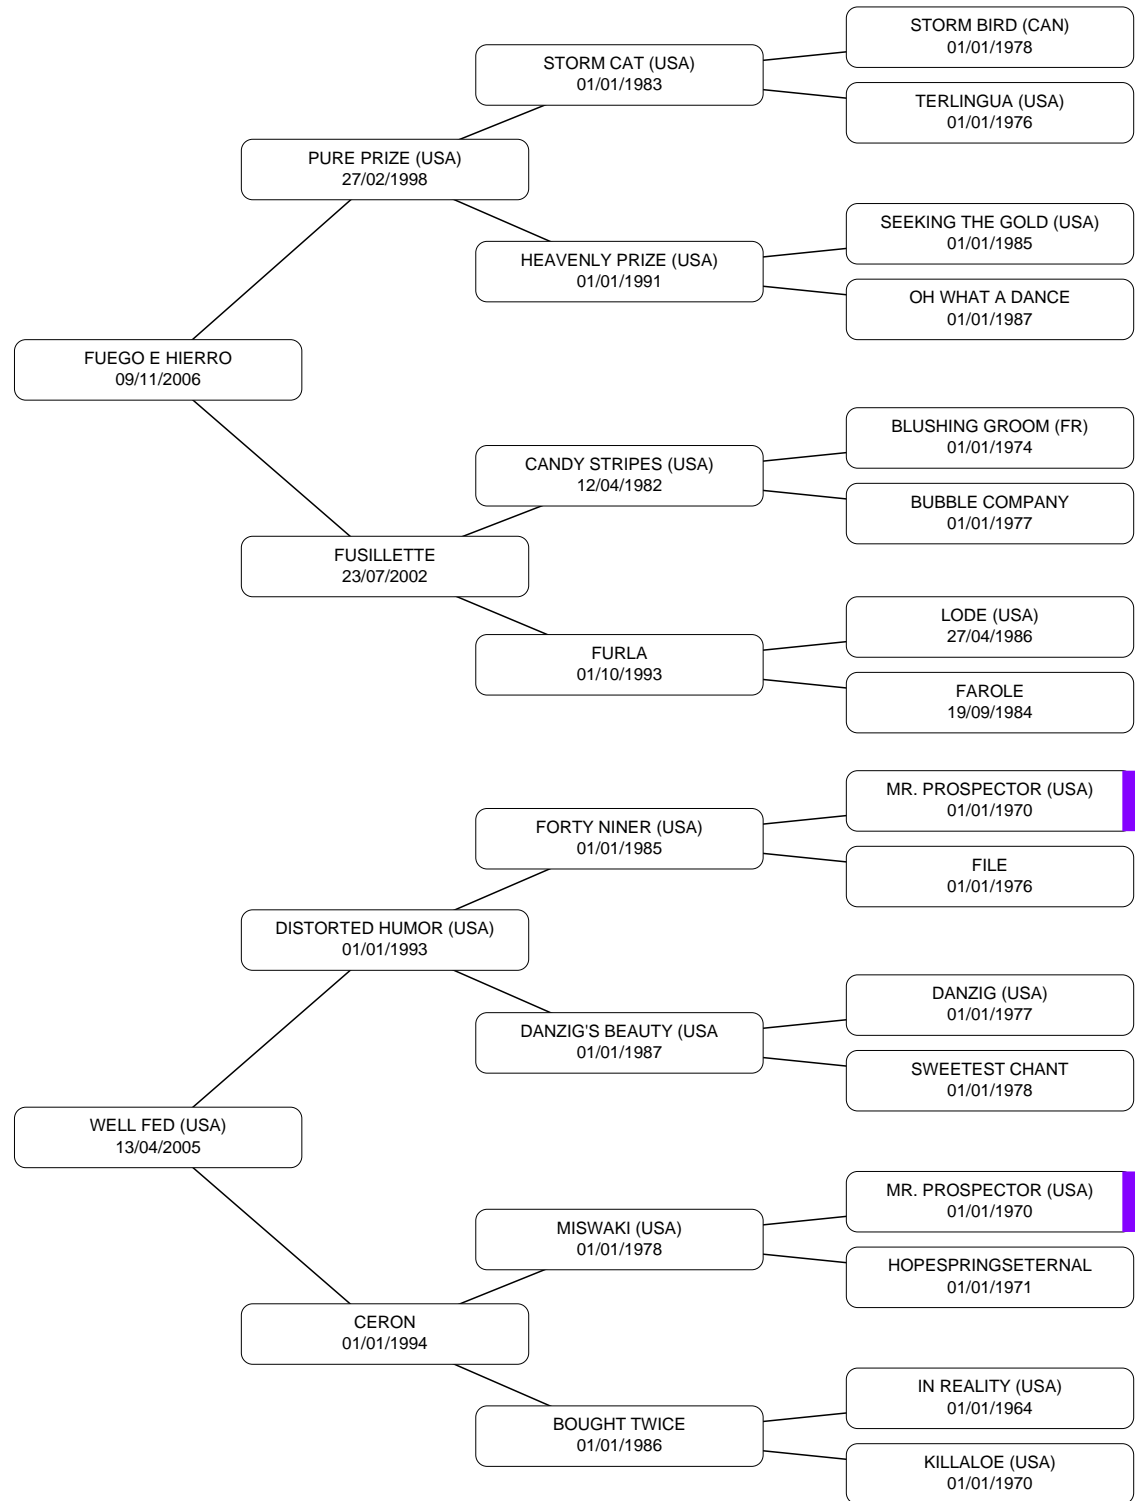 STORM BIRD (CAN)
01/01/1978
STORM CAT (USA)
01/01/1983
TERLINGUA (USA)
01/01/1976
PURE PRIZE (USA)
27/02/1998
SEEKING THE GOLD (USA)
01/01/1985
HEAVENLY PRIZE (USA)
01/01/1991
OH WHAT A DANCE
01/01/1987
FUEGO E HIERRO
09/11/2006
BLUSHING GROOM (FR)
01/01/1974
CANDY STRIPES (USA)
12/04/1982
BUBBLE COMPANY
01/01/1977
FUSILLETTE
23/07/2002
LODE (USA)
27/04/1986
FURLA
01/10/1993
FAROLE
19/09/1984
MR. PROSPECTOR (USA)
01/01/1970
FORTY NINER (USA)
01/01/1985
FILE
01/01/1976
DISTORTED HUMOR (USA)
01/01/1993
DANZIG (USA)
01/01/1977
DANZIG'S BEAUTY (USA
01/01/1987
SWEETEST CHANT
01/01/1978
WELL FED (USA)
13/04/2005
MR. PROSPECTOR (USA)
01/01/1970
MISWAKI (USA)
01/01/1978
HOPESPRINGSETERNAL
01/01/1971
CERON
01/01/1994
IN REALITY (USA)
01/01/1964
BOUGHT TWICE
01/01/1986
KILLALOE (USA)
01/01/1970